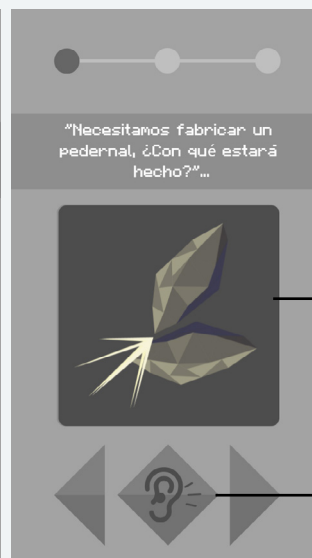 "Necesitamos fabricar un
pedernal, ¿Con qué estará
hecho?"...